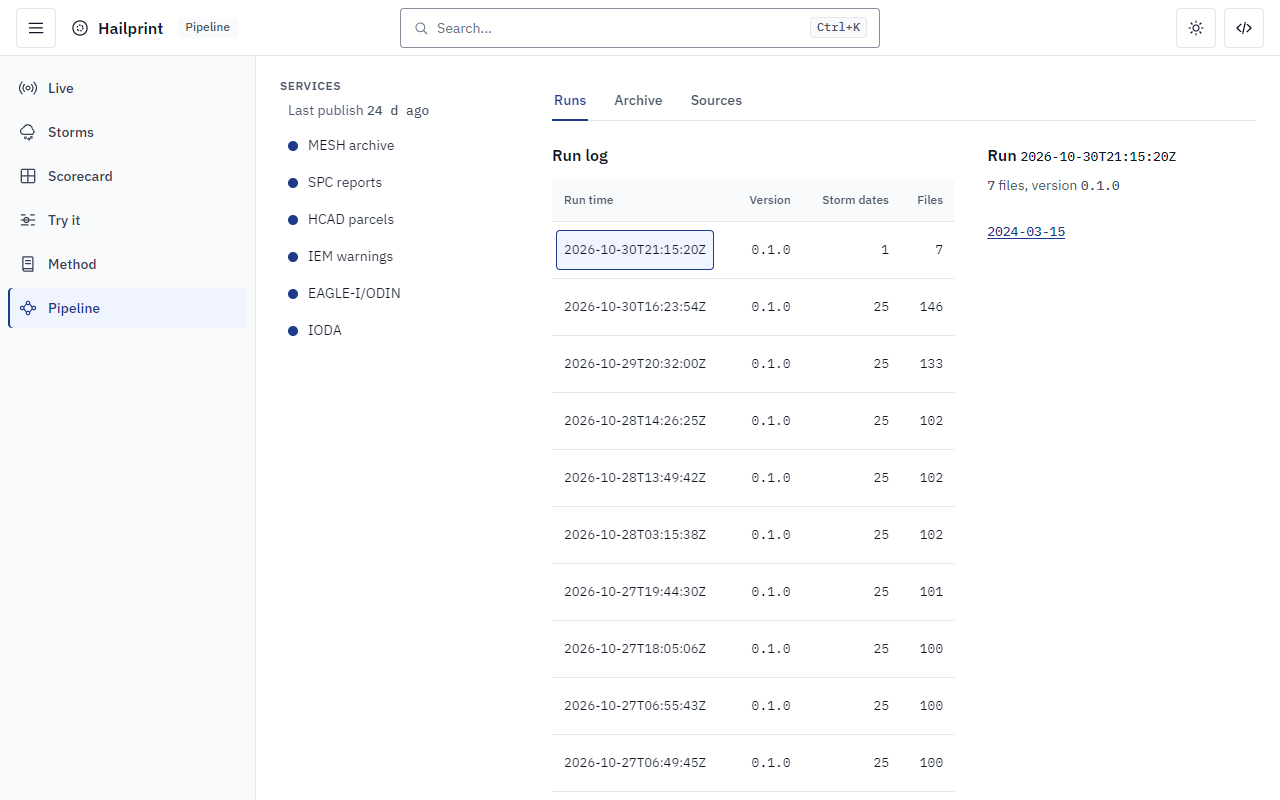 Hailprint
Pipeline
Search...
Ctrl+K
Live
Storms
Scorecard
Try it
Method
Pipeline
SERVICES
Last publish 24 d ago
MESH archive
SPC reports
HCAD parcels
IEM warnings
EAGLE-I/ODIN
IODA
Runs Archive Sources
Run log
Run time Version Storm dates Files
2026-10-30T21:15:20Z 0.1.0 1 7
2026-10-30T16:23:54Z 0.1.0 25 146
2026-10-29T20:32:00Z 0.1.0 25 133
2026-10-28T14:26:25Z 0.1.0 25 102
2026-10-28T13:49:42Z 0.1.0 25 102
2026-10-28T03:15:38Z 0.1.0 25 102
2026-10-27T19:44:30Z 0.1.0 25 101
2026-10-27T18:05:06Z 0.1.0 25 100
2026-10-27T06:55:43Z 0.1.0 25 100
2026-10-27T06:49:45Z 0.1.0 25 100
Run 2026-10-30T21:15:20Z
7 files, version 0.1.0
2024-03-15